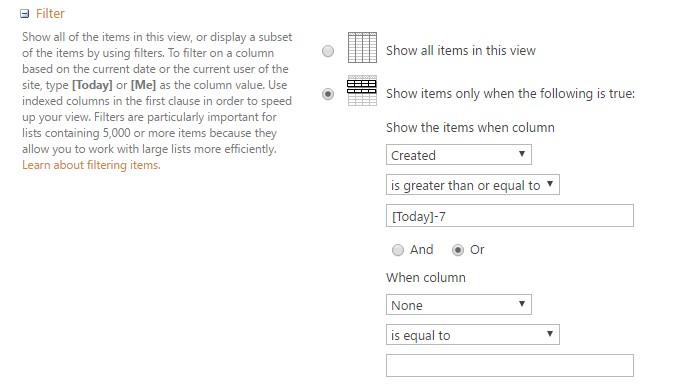 Filter
Show all of the items in this view, or display a subset
of the items by using filters. To filter on a column
based on the current date or the current user of the
site, type [Today] or [Me] as the column value. Use
indexed columns in the first clause in order to speed
up your view. Filters are particularly important for
lists containing 5,000 or more items because they
allow you to work with large lists more efficiently.
Learn about filtering items.
Show all items in this view
Show items only when the following is true:
Show the items when column
Created
is greater than or equal to
[Today]-7
And Or
When column
None
is equal to